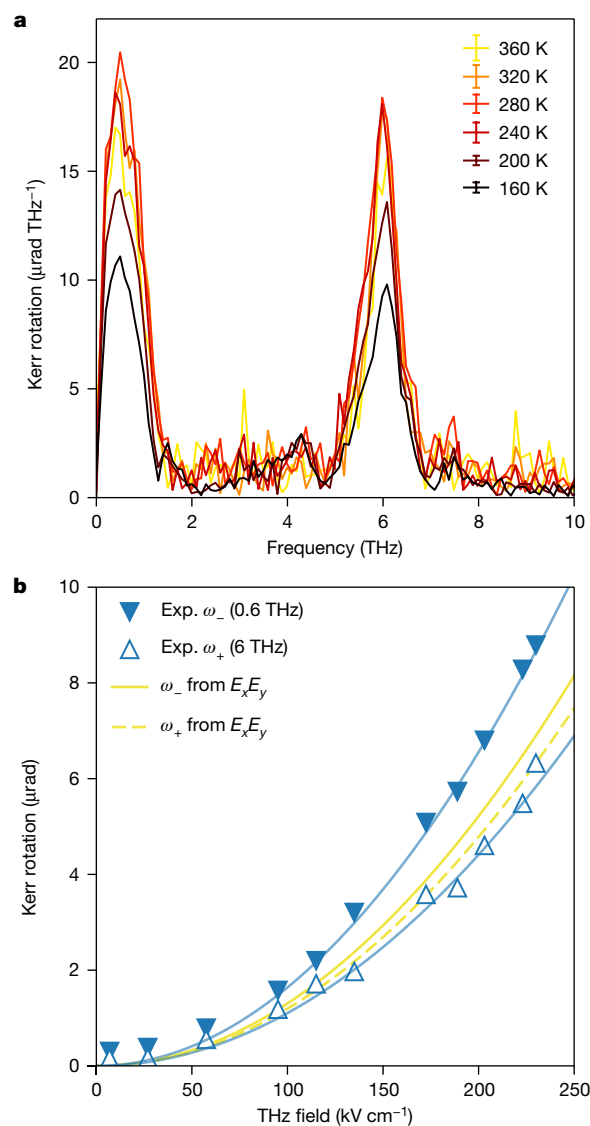 a
20
15
10
5
0
Kerr rotation (μrad THz⁻¹)
360 K
320 K
280 K
240 K
200 K
160 K
0 2 4 6 8 10
Frequency (THz)
b
10
8
6
4
2
0
Kerr rotation (μrad)
Exp. ω₋ (0.6 THz)
Exp. ω₊ (6 THz)
ω₋ from EₓE_y
ω₊ from EₓE_y
0 50 100 150 200 250
THz field (kV cm⁻¹)